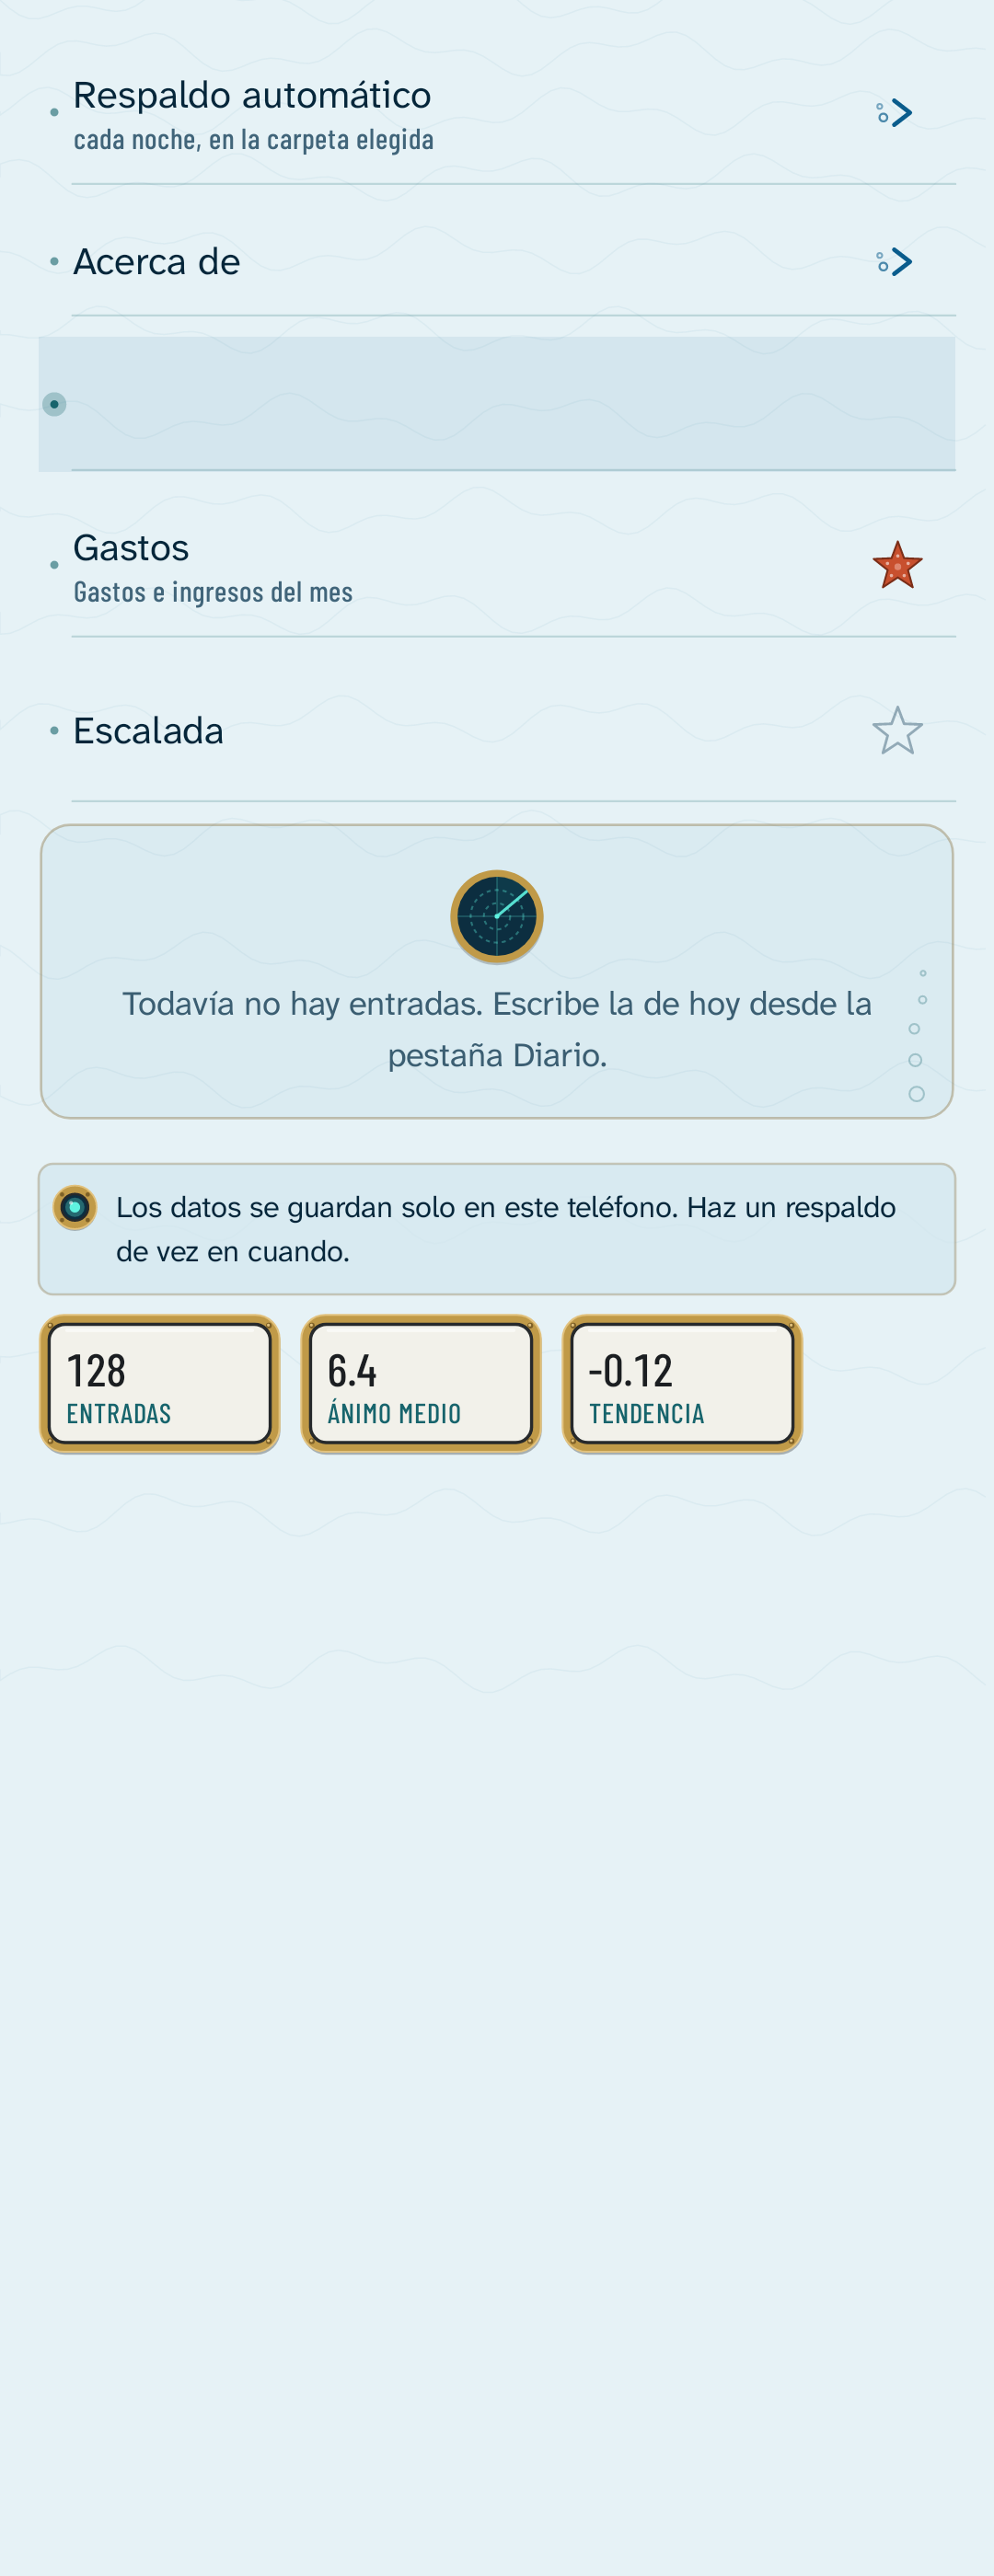 Respaldo automático
cada noche, en la carpeta elegida
Acerca de
Gastos
Gastos e ingresos del mes
Escalada
Todavía no hay entradas. Escribe la de hoy desde la
pestaña Diario.
Los datos se guardan solo en este teléfono. Haz un respaldo
de vez en cuando.
128
ENTRADAS
6.4
ÁNIMO MEDIO
-0.12
TENDENCIA